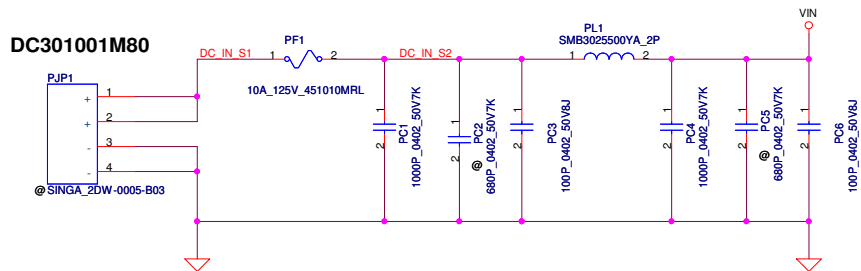 DC301001M80
PJP1
+ 1
+ 2
- 3
- 4
@ SINGA_2DW-0005-B03
DC_IN_S1
PF1
1 2
10A_125V_451010MRL
DC_IN_S2
PL1
SMB3025500YA_2P
1 2
VIN
1
2
PC1
1000P_0402_50V7K
1
2
@
PC2
680P_0402_50V7K
1
2
PC3
100P_0402_50V8J
1
2
PC4
1000P_0402_50V7K
1
2
@
PC5
680P_0402_50V7K
1
2
PC6
100P_0402_50V8J